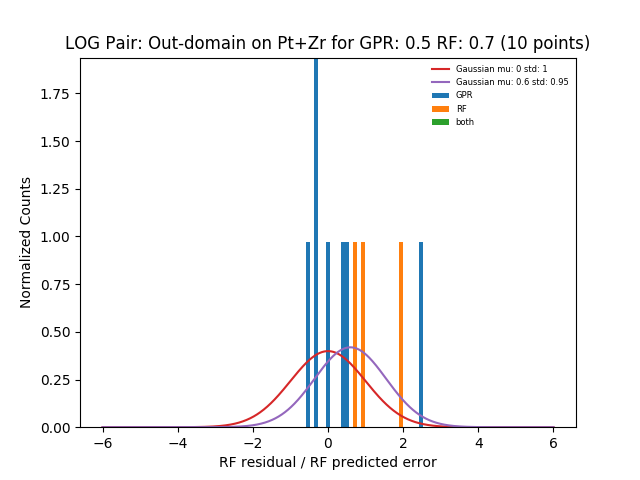 LOG Pair: Out-domain on Pt+Zr for GPR: 0.5 RF: 0.7 (10 points)
Gaussian mu: 0 std: 1
Gaussian mu: 0.6 std: 0.95
GPR
RF
both
Normalized Counts
1.75
1.50
1.25
1.00
0.75
0.50
0.25
0.00
−6 −4 −2 0 2 4 6
RF residual / RF predicted error